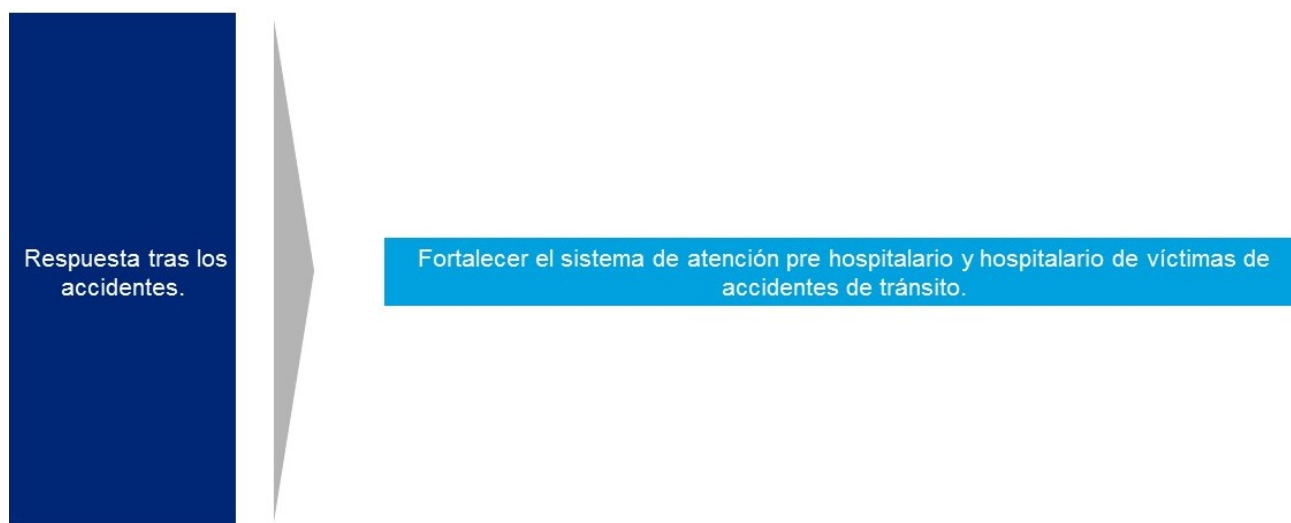 Respuesta tras los
accidentes.
Fortalecer el sistema de atención pre hospitalario y hospitalario de víctimas de
accidentes de tránsito.